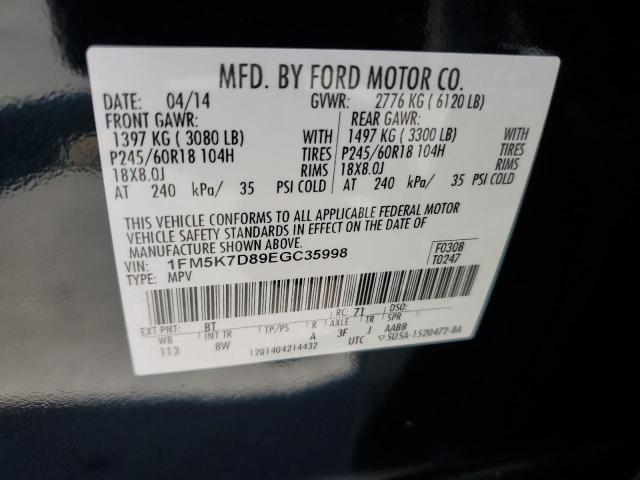 MFD. BY FORD MOTOR CO.
DATE: 04/14 GVWR: 2776 KG ( 6120 LB)
FRONT GAWR: REAR GAWR:
1397 KG ( 3080 LB) WITH 1497 KG ( 3300 LB) WITH
P245/60R18 104H TIRES P245/60R18 104H TIRES
18X8.0J RIMS 18X8.0J RIMS
AT 240 kPa/ 35 PSI COLD AT 240 kPa/ 35 PSI COLD
THIS VEHICLE CONFORMS TO ALL APPLICABLE FEDERAL MOTOR
VEHICLE SAFETY STANDARDS IN EFFECT ON THE DATE OF
MANUFACTURE SHOWN ABOVE.
VIN: 1FM5K7D89EGC35998 F0308
TYPE: MPV T0247
EXT PNT: BT RC: 71 DSO:
WB INT TR TP/PS R AXLE TR SPR
113 8W A 3F J AABB
1201404214432 UTC 5U5A-1520472-BA